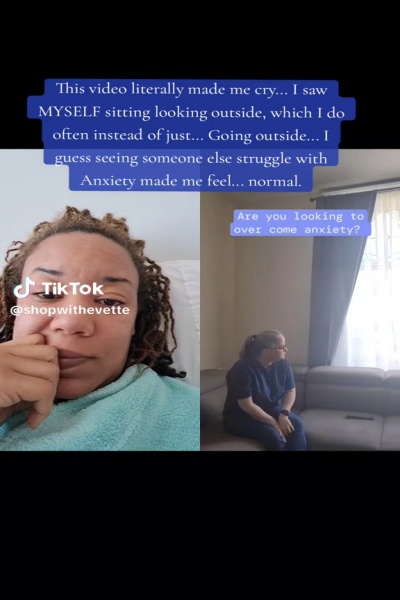 This video literally made me cry... I saw
MYSELF sitting looking outside, which I do
often instead of just... Going outside... I
guess seeing someone else struggle with
Anxiety made me feel... normal.
Are you looking to
over come anxiety?
TikTok
@shopwithevette